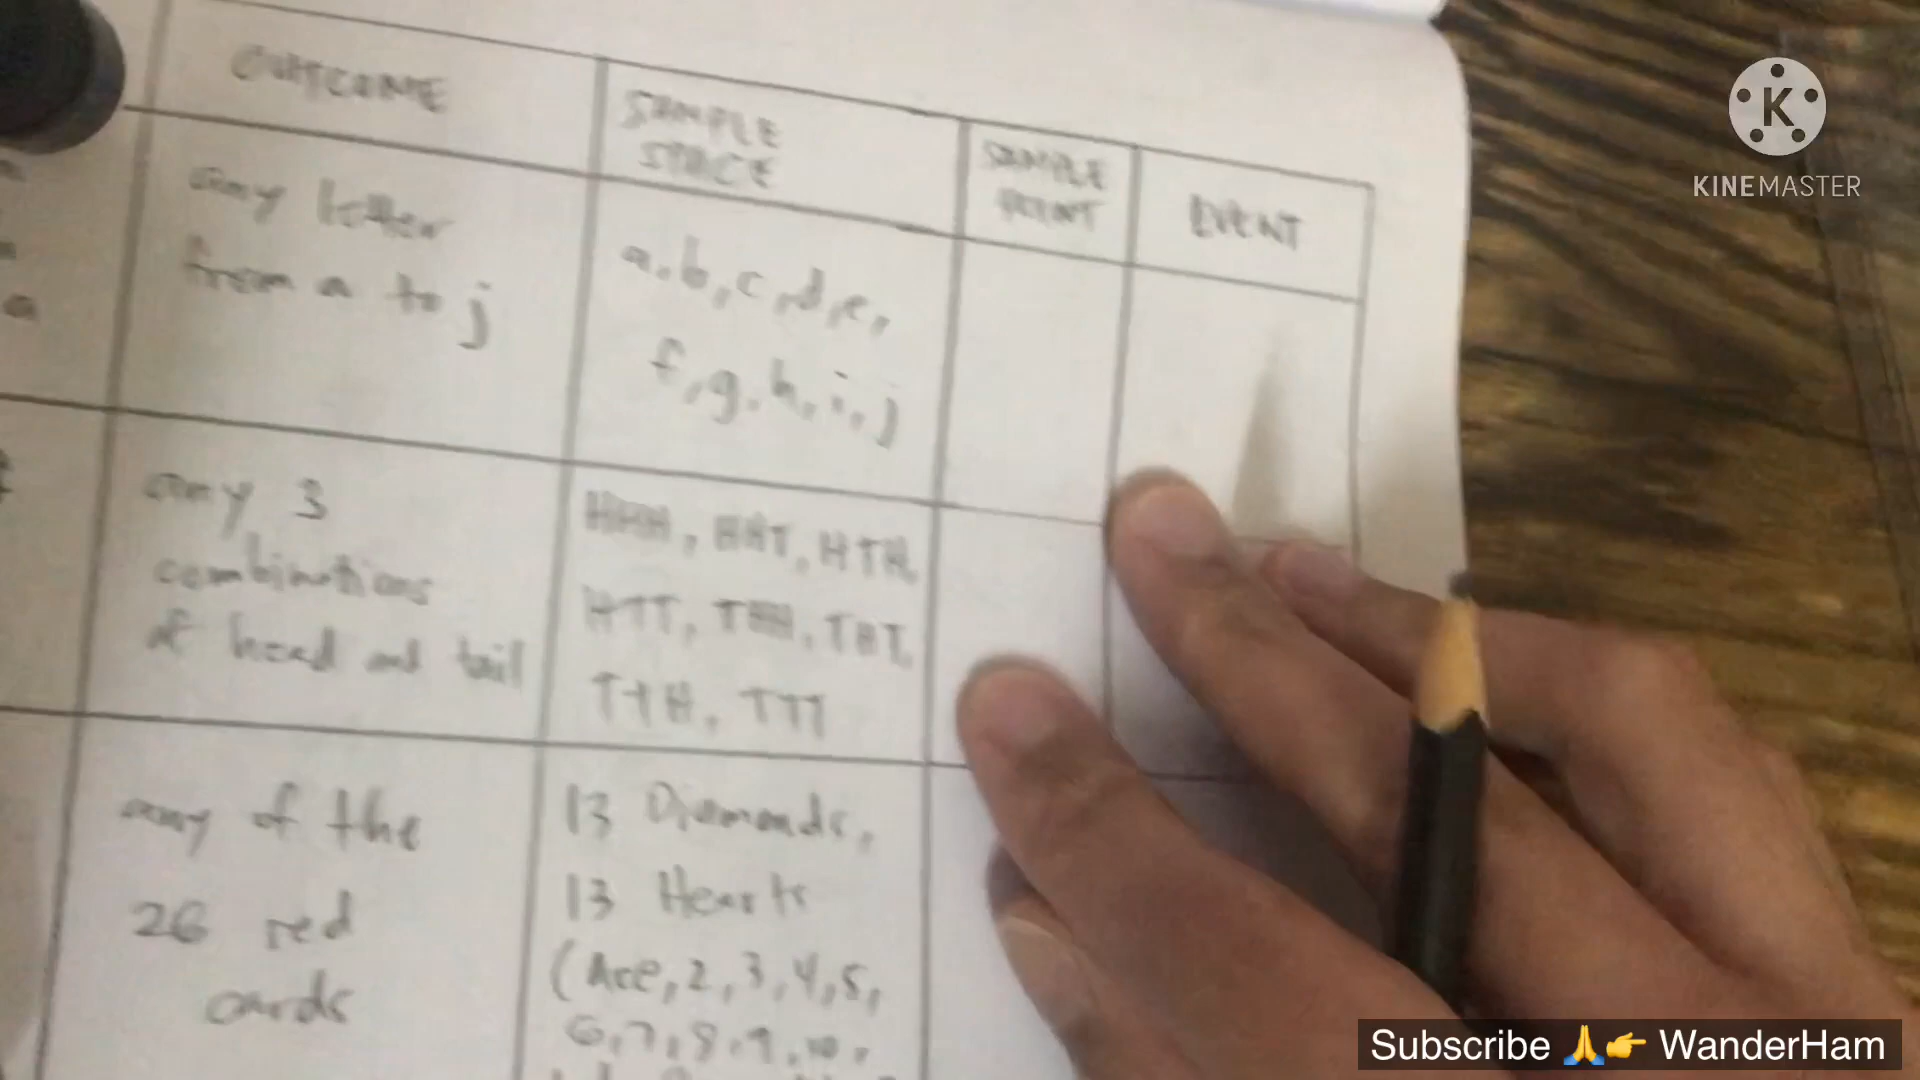 OUTCOME
SAMPLE
SPACE
SAMPLE
POINT
EVENT
any letter
from a to j
a, b, c, d, e,
f, g, h, i, j
any 3
combinations
of head and tail
HHH, HHT, HTH,
HTT, THH, THT,
TTH, TTT
any of the
26 red
cards
13 Diamonds,
13 Hearts
(Ace, 2, 3, 4, 5,
6, 7, 8, 9, 10,
a
K
KINEMASTER
Subscribe 🙏👉 WanderHam